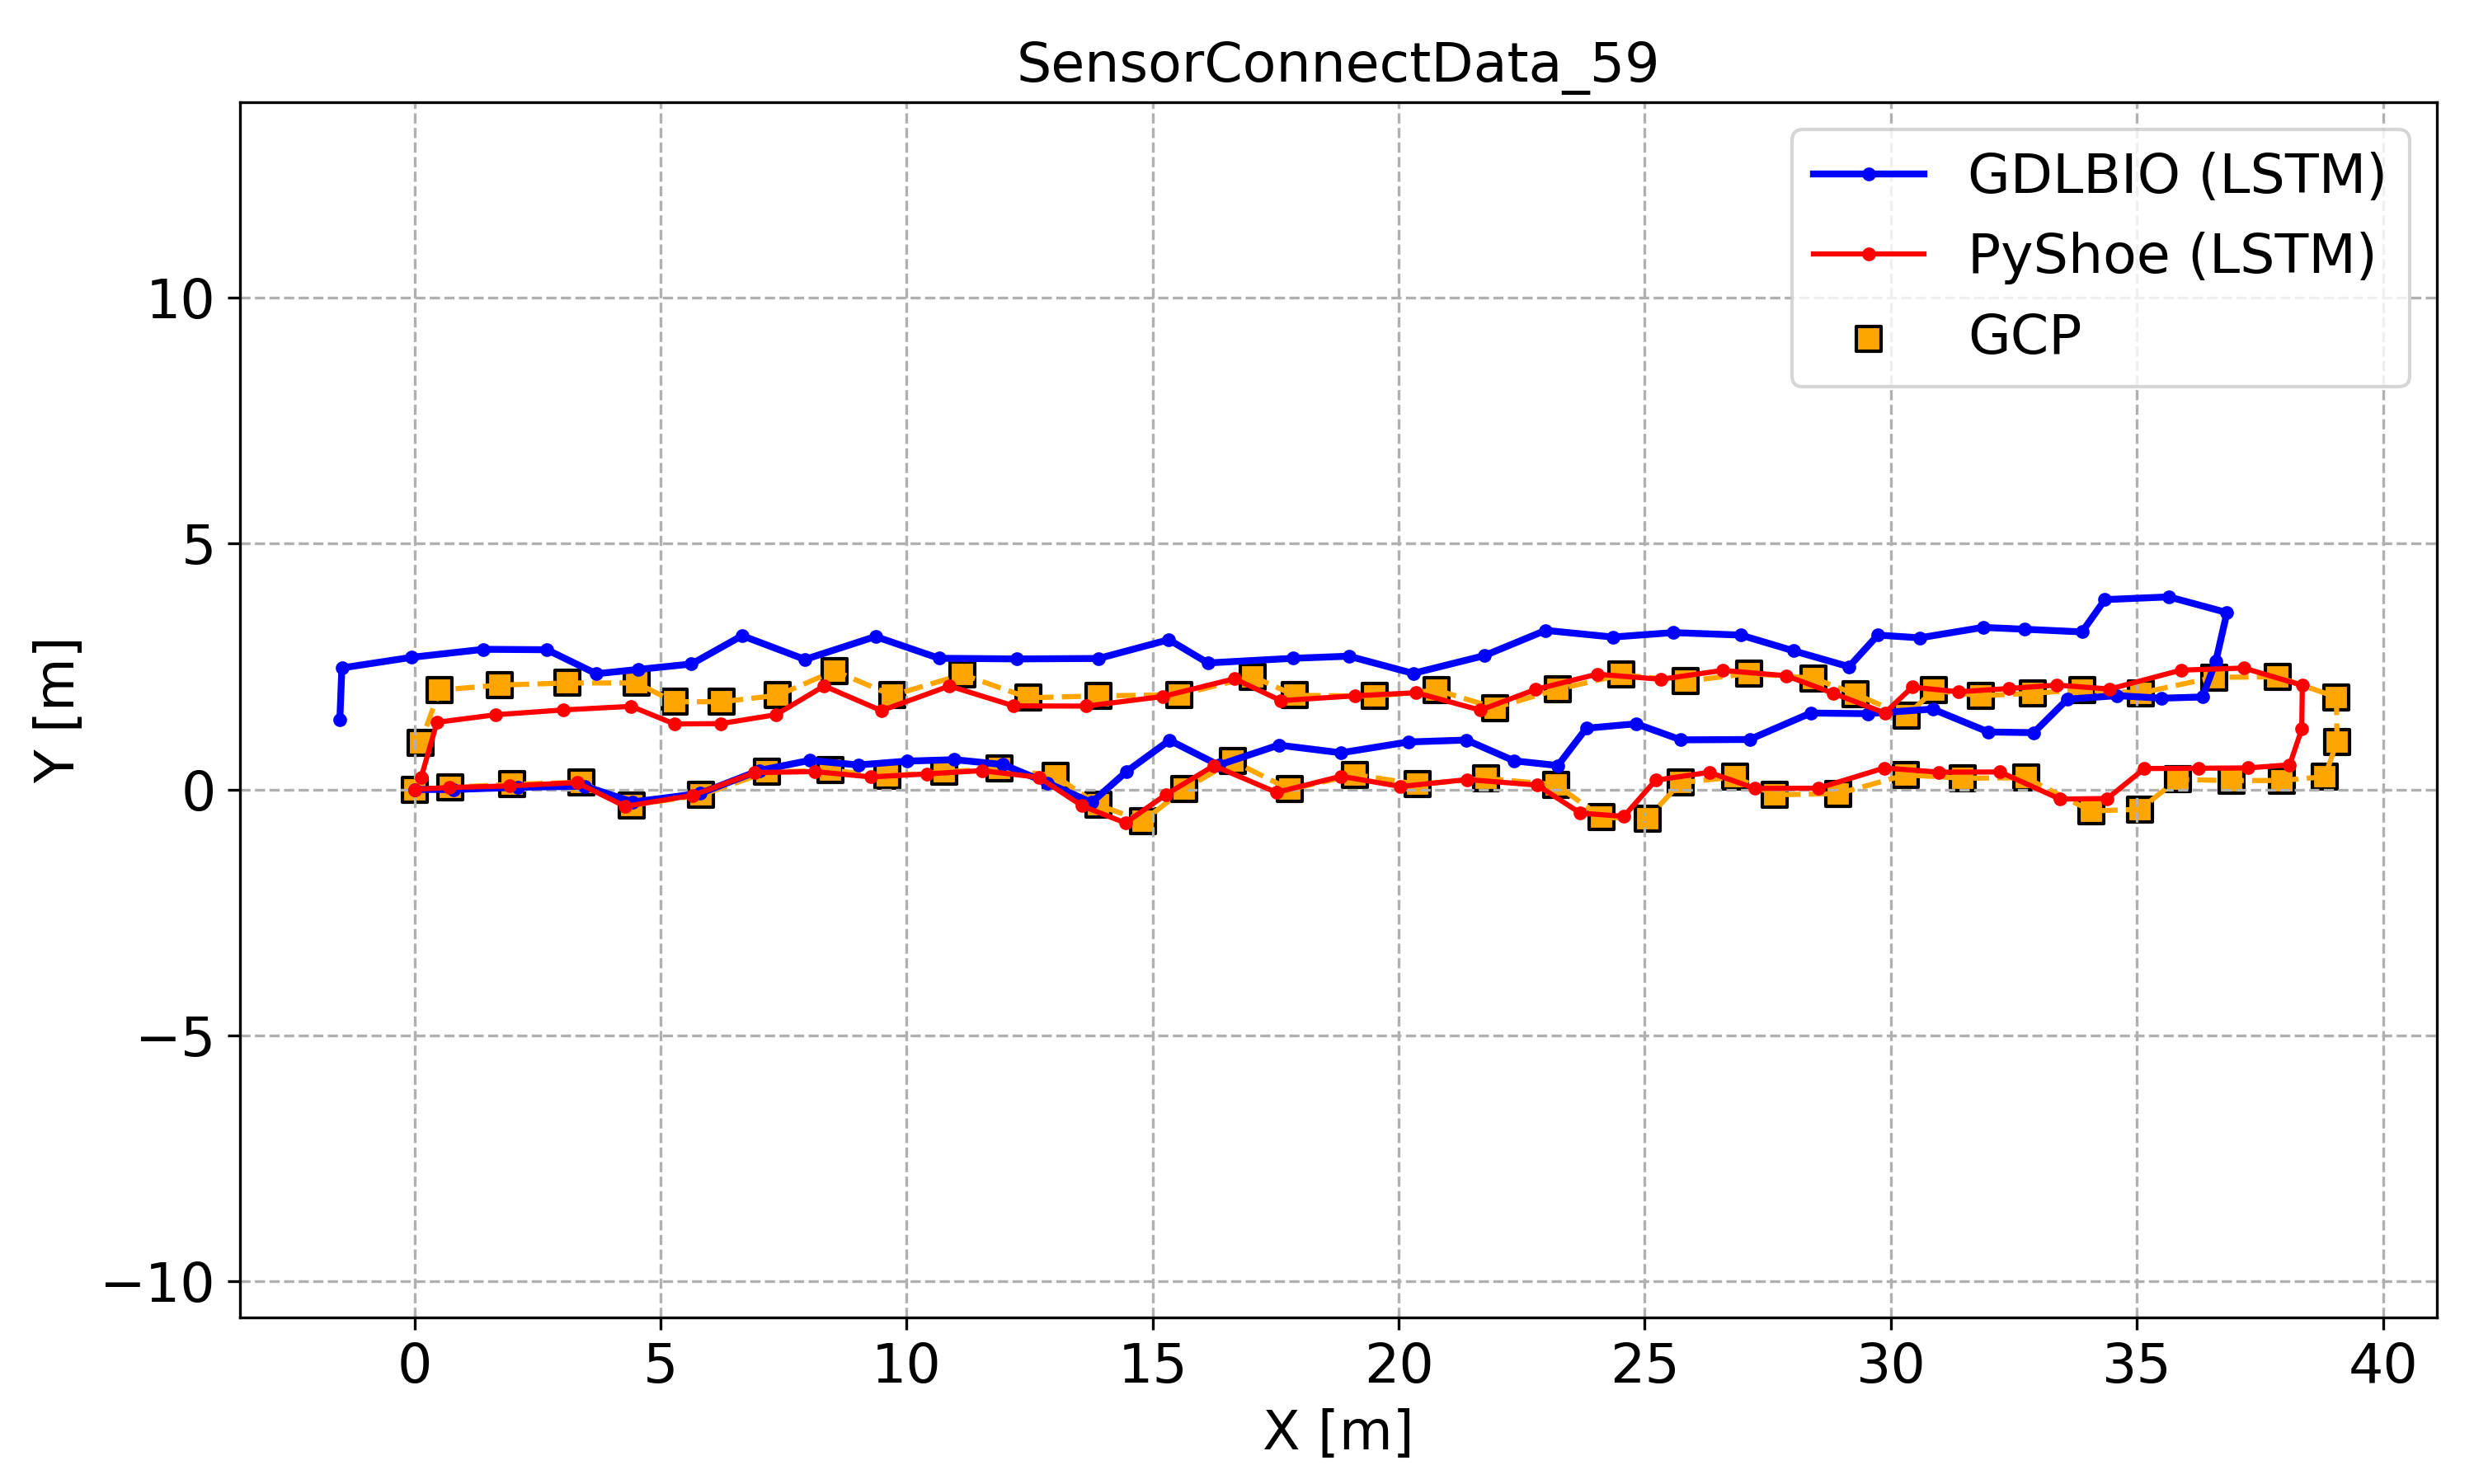 SensorConnectData_59
GDLBIO (LSTM)
PyShoe (LSTM)
GCP
10
5
0
−5
−10
Y [m]
0 5 10 15 20 25 30 35 40
X [m]